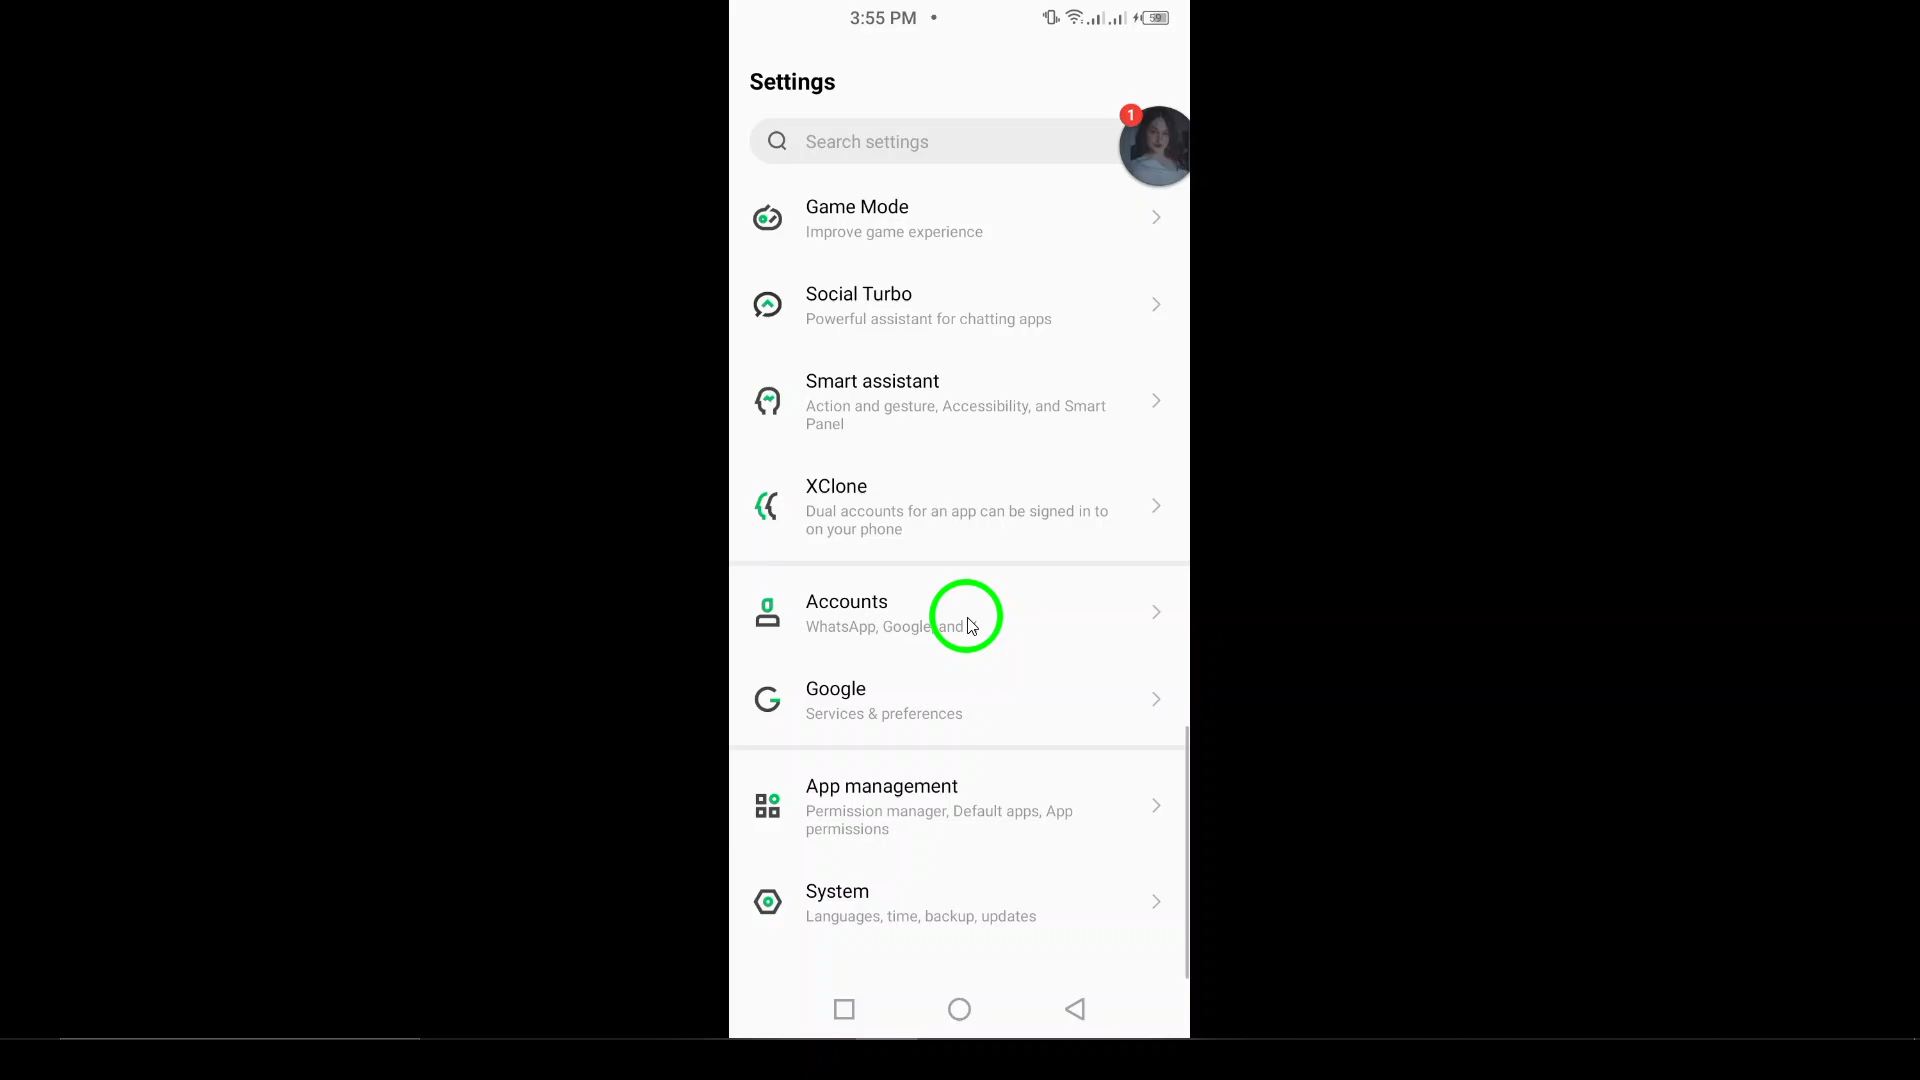 3:55 PM
59
Settings
1
Search settings
Game Mode
Improve game experience
Social Turbo
Powerful assistant for chatting apps
Smart assistant
Action and gesture, Accessibility, and Smart
Panel
XClone
Dual accounts for an app can be signed in to
on your phone
Accounts
WhatsApp, Google, and
Google
Services & preferences
App management
Permission manager, Default apps, App
permissions
System
Languages, time, backup, updates